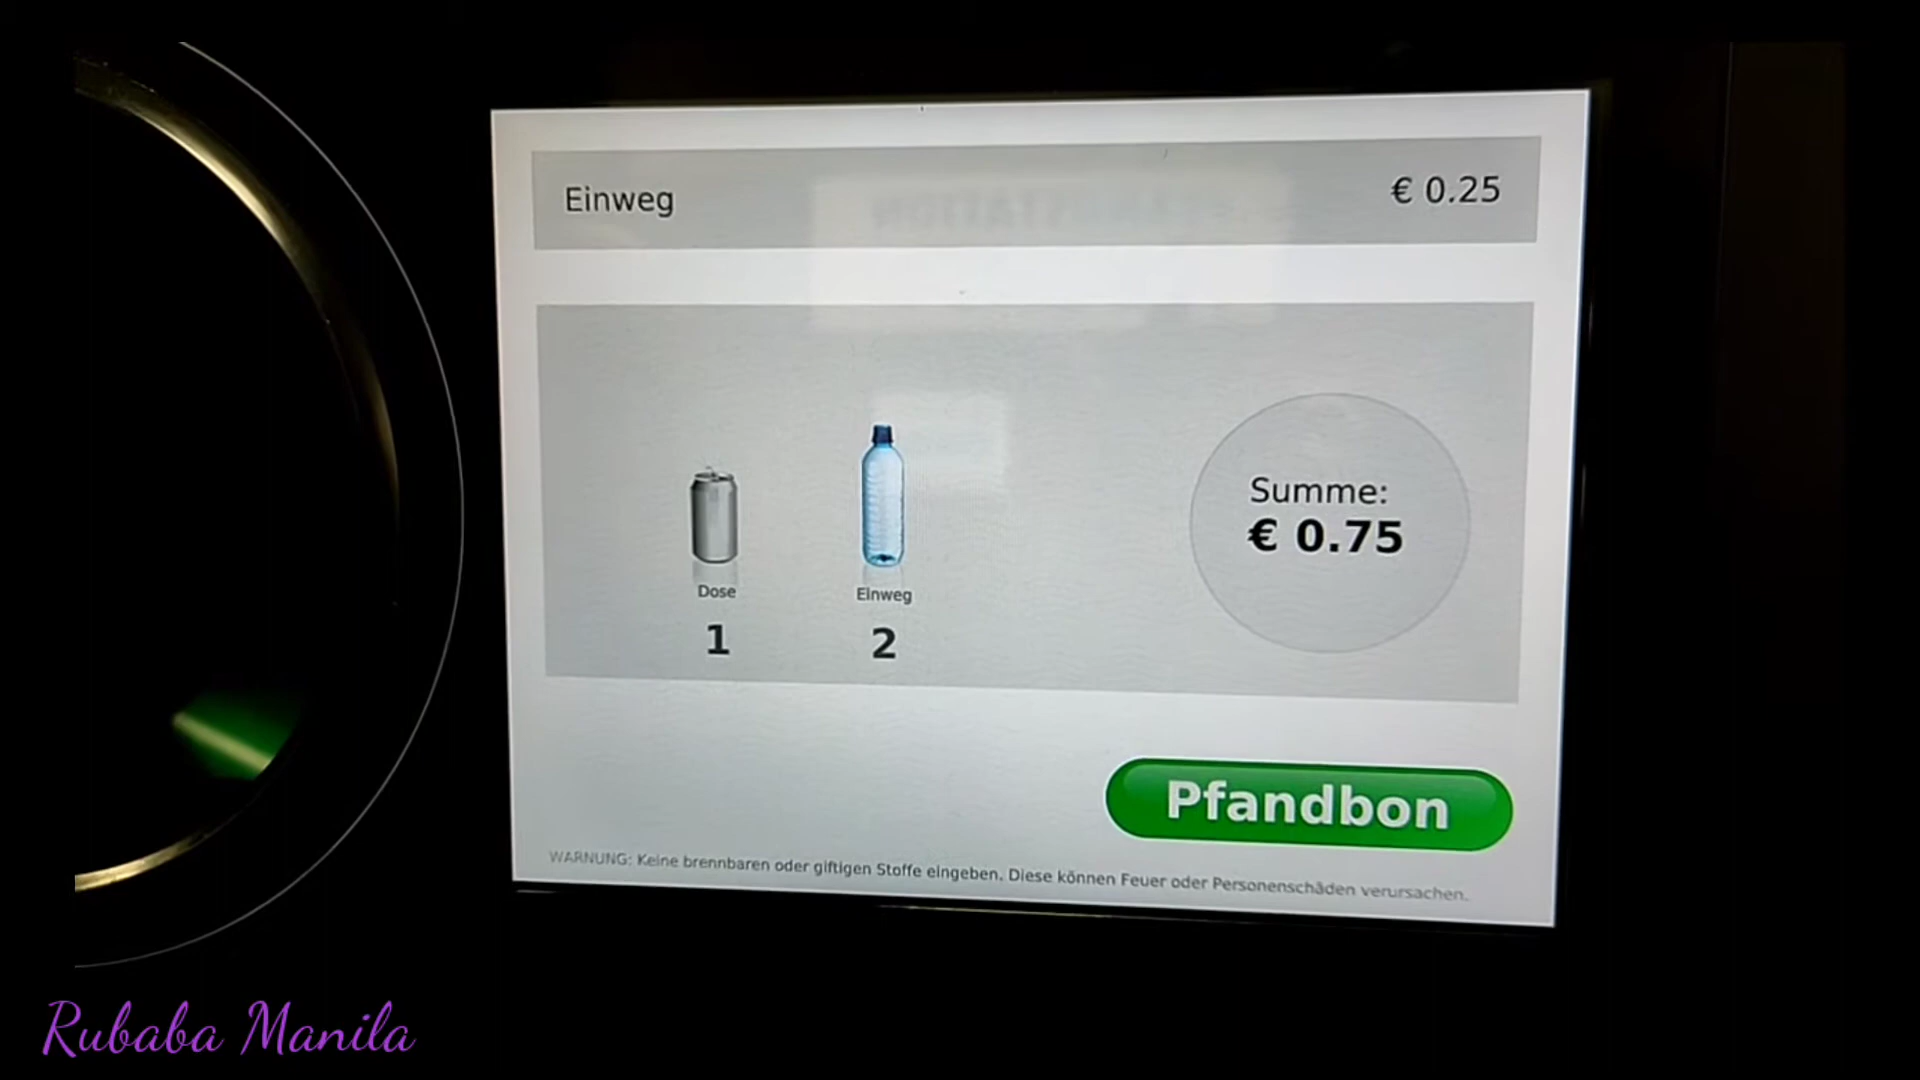 Einweg
€ 0.25
Dose
Einweg
1
2
Summe:
€ 0.75
Pfandbon
WARNUNG: Keine brennbaren oder giftigen Stoffe eingeben. Diese können Feuer oder Personenschäden verursachen.
Rubaba Manila